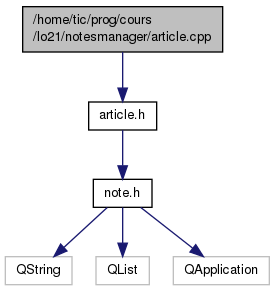 /home/tic/prog/cours
/lo21/notesmanager/article.cpp
article.h
note.h
QString
QList
QApplication